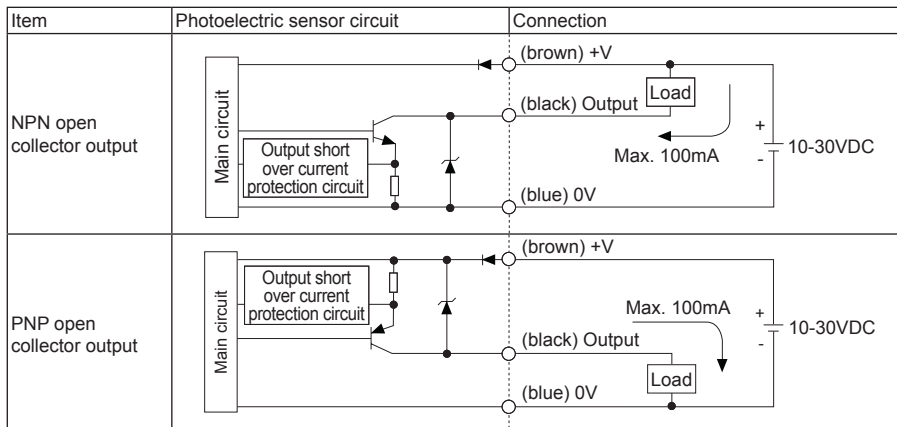 Item
Photoelectric sensor circuit
Connection
NPN open
collector output
Main circuit
Output short
over current
protection circuit
(brown) +V
(black) Output
(blue) 0V
Load
Max. 100mA
+
-
10-30VDC
PNP open
collector output
Main circuit
Output short
over current
protection circuit
(brown) +V
(black) Output
(blue) 0V
Max. 100mA
Load
+
-
10-30VDC